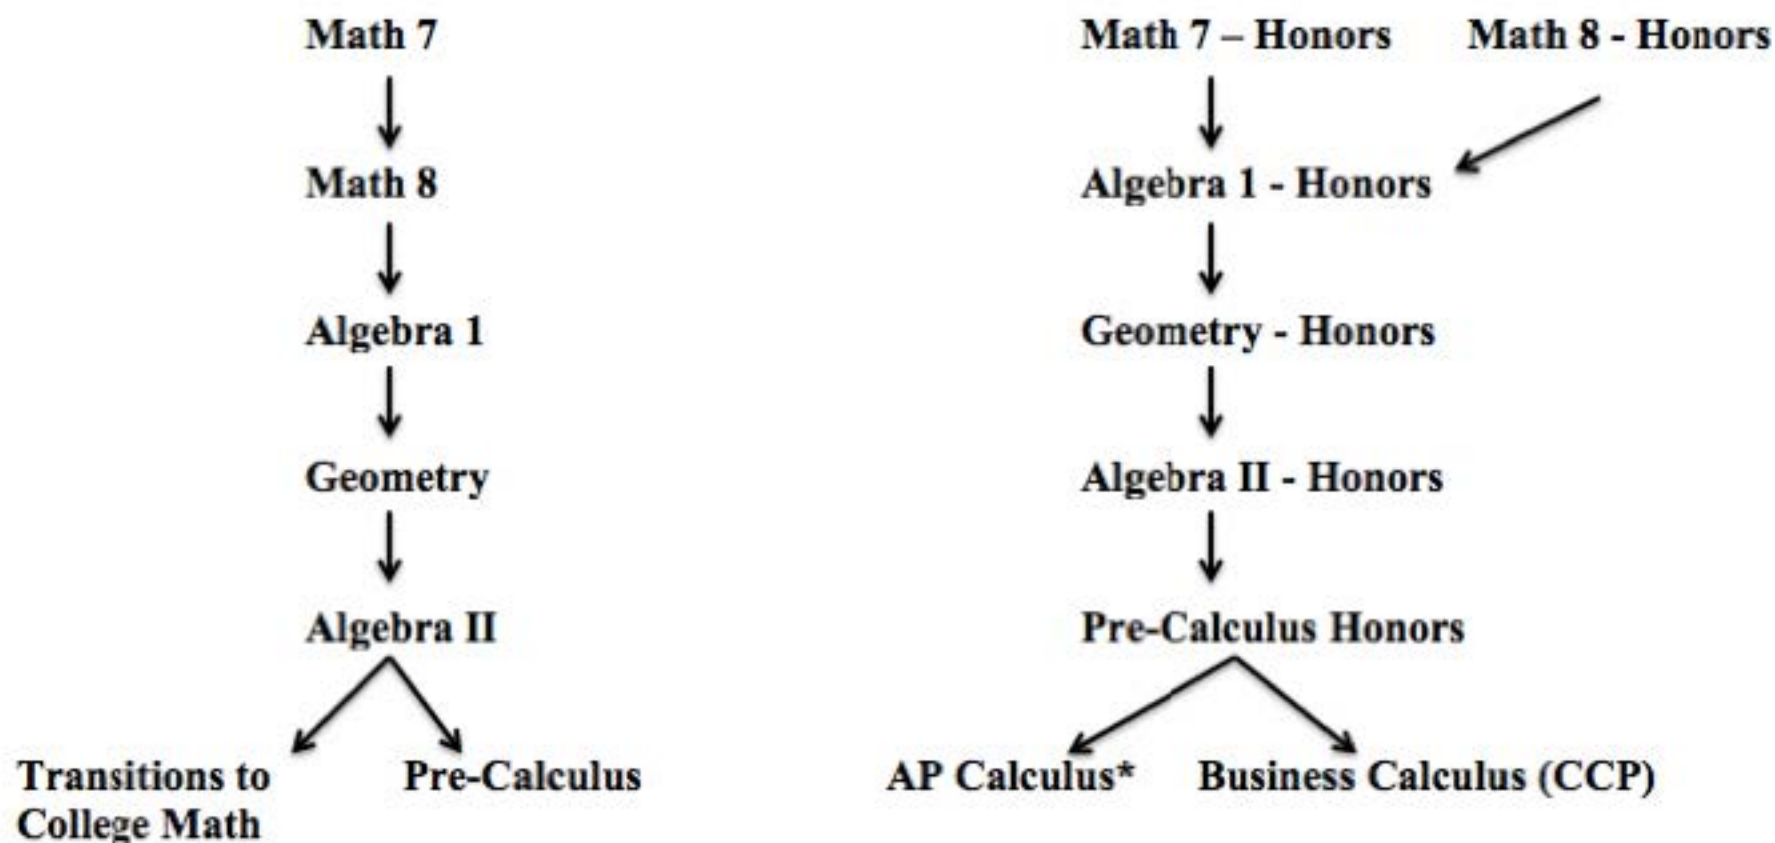 Math 7
Math 7 – Honors
Math 8 - Honors
Math 8
Algebra 1 - Honors
Algebra 1
Geometry - Honors
Geometry
Algebra II - Honors
Algebra II
Pre-Calculus Honors
Transitions to
College Math
Pre-Calculus
AP Calculus*
Business Calculus (CCP)